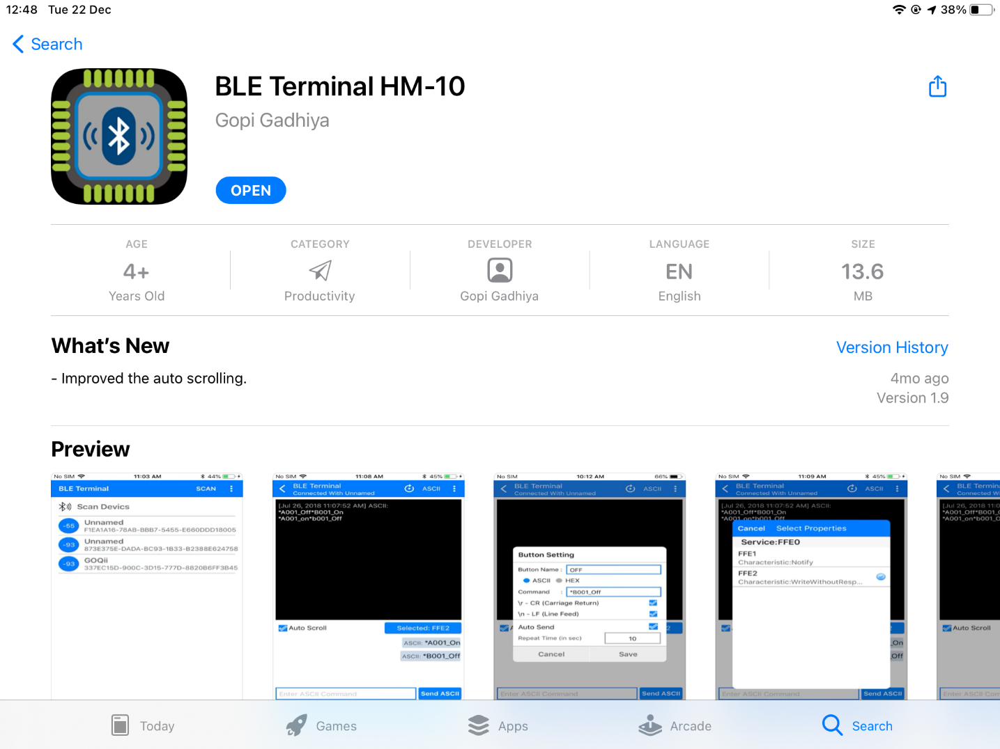 12:48 Tue 22 Dec 38%
Search
BLE Terminal HM-10
Gopi Gadhiya
OPEN
AGE
4+
Years Old
CATEGORY
Productivity
DEVELOPER
Gopi Gadhiya
LANGUAGE
EN
English
SIZE
13.6
MB
What's New
Version History
- Improved the auto scrolling.
4mo ago
Version 1.9
Preview
No SIM 11:03 AM 44%
BLE Terminal SCAN
Scan Devics
-55 Unnamed
F1EA1A16-78AB-BBB7-5455-E660DDD18005
-93 Unnamed
873E375E-DADA-BC93-1B33-B2388E624758
-93 GOQii
337EC15D-900C-3D15-777D-8820B6FF3B45
No SIM 11:08 AM 45%
BLE Terminal
Connected With Unnamed
ASCII
[Jul 26, 2018 11:07:52 AM] ASCII:
*A001_Off*B001_On
*A001_on*b001_Off
Auto Scroll Selected: FFE2
ASCII: *A001_On
ASCII: *B001_Off
Enter ASCII Command Send ASCII
No SIM 10:12 AM 66%
BLE Terminal
Connected With Unnamed
ASCII
Button Setting
Button Name : OFF
ASCII HEX
Command : *B001_Off
\r - CR (Carriage Return)
\n - LF (Line Feed)
Auto Send
Repeat Time (in sec) 10
Cancel Save
Enter ASCII Command Send ASCII
No SIM 11:09 AM 45%
BLE Terminal
Connected With Unnamed
ASCII
[Jul 26, 2018 11:07:52 AM] ASCII:
*A001_Off*B001_On
*A001_on*b001_Off
Cancel Select Properties
Service:FFE0
FFE1
Characteristic:Notify
FFE2
Characteristic:WriteWithoutResp...
_On
Off
Enter ASCII Command Send ASCII
No SIM
BLE Termin
Connected W
[Jul 26, 2018 11:0
*A001_Off*B001_O
*A001_on*b001_O
Auto Scroll
Enter ASCII Com
Today
Games
Apps
Arcade
Search